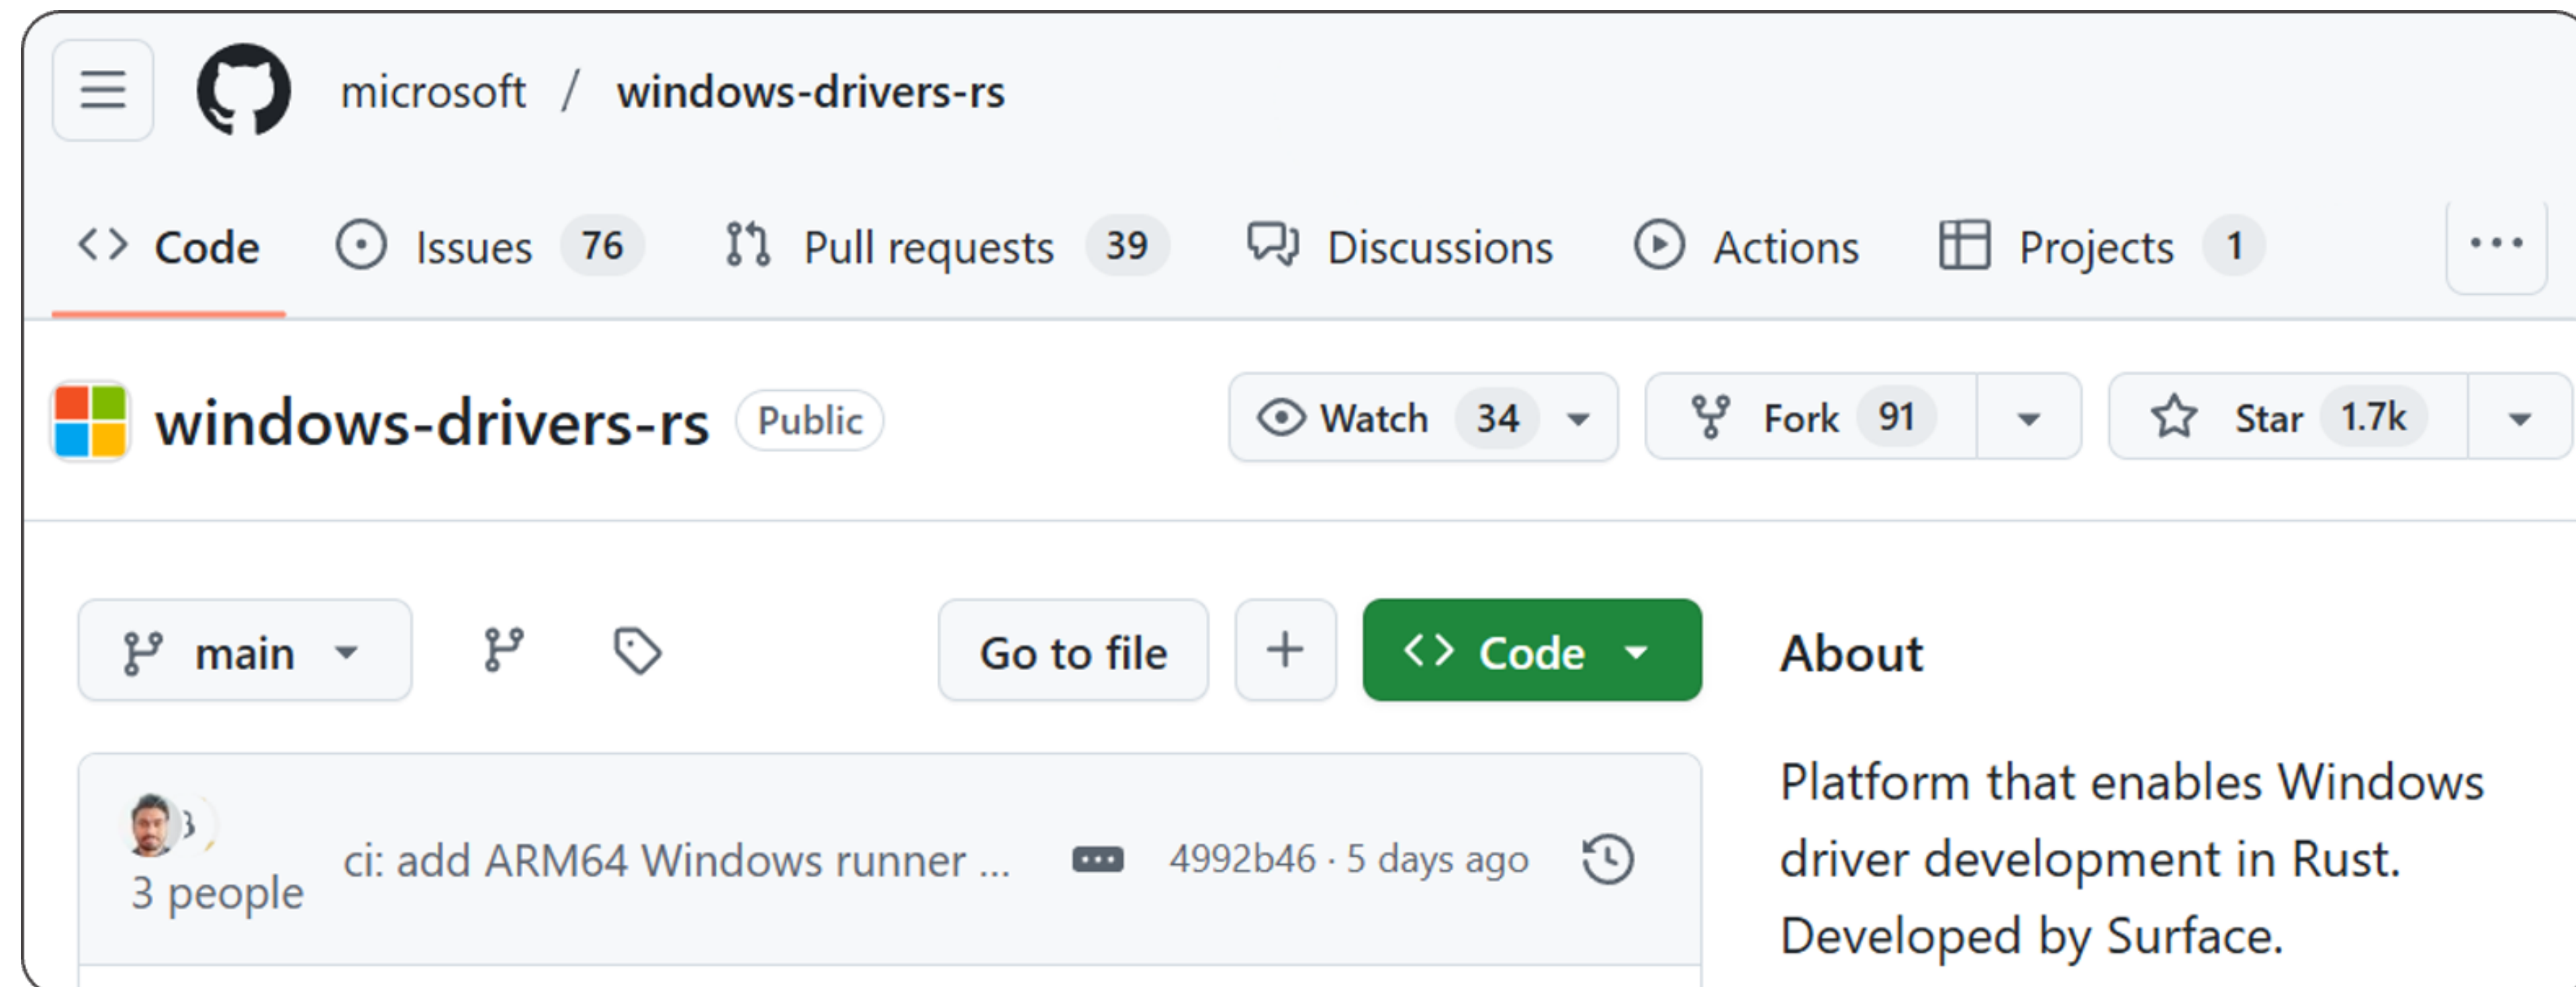 microsoft / windows-drivers-rs
Code Issues 76 Pull requests 39 Discussions Actions Projects 1
windows-drivers-rs Public Watch 34 Fork 91 Star 1.7k
main Go to file Code About
3 people ci: add ARM64 Windows runner ... 4992b46 · 5 days ago
Platform that enables Windows
driver development in Rust.
Developed by Surface.